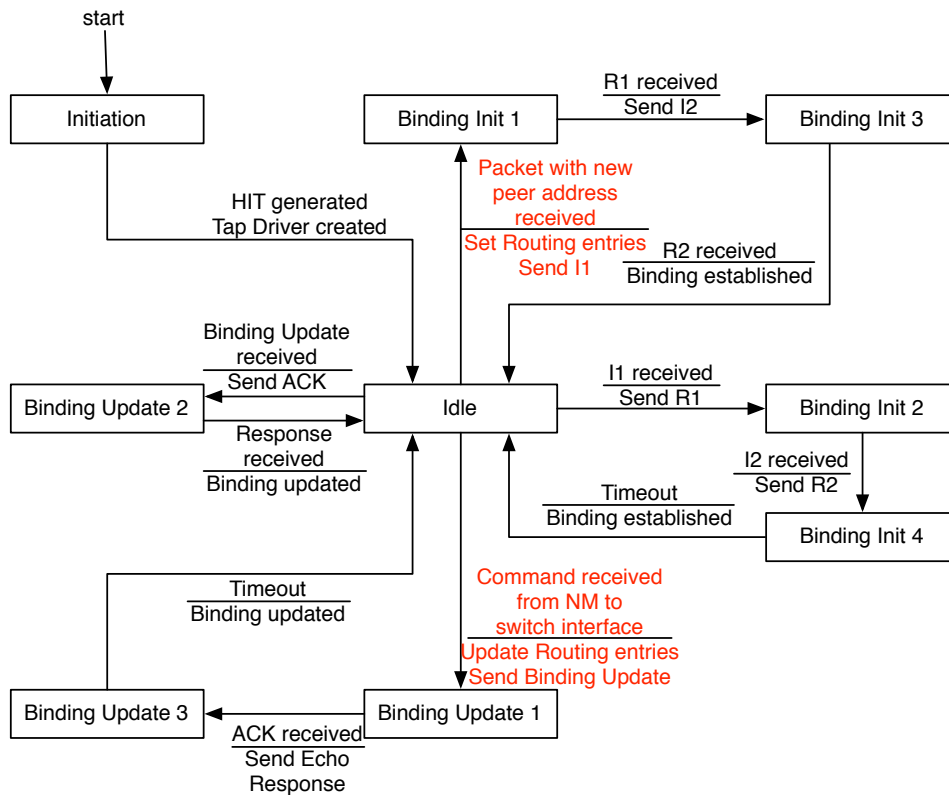 start
Initiation
Binding Init 1
R1 received
Send I2
Binding Init 3
HIT generated
Tap Driver created
Packet with new
peer address
received
Set Routing entries
Send I1
R2 received
Binding established
Binding Update
received
Send ACK
Binding Update 2
Idle
I1 received
Send R1
Binding Init 2
Response
received
Binding updated
I2 received
Send R2
Timeout
Binding established
Binding Init 4
Timeout
Binding updated
Command received
from NM to
switch interface
Update Routing entries
Send Binding Update
Binding Update 3
Binding Update 1
ACK received
Send Echo
Response